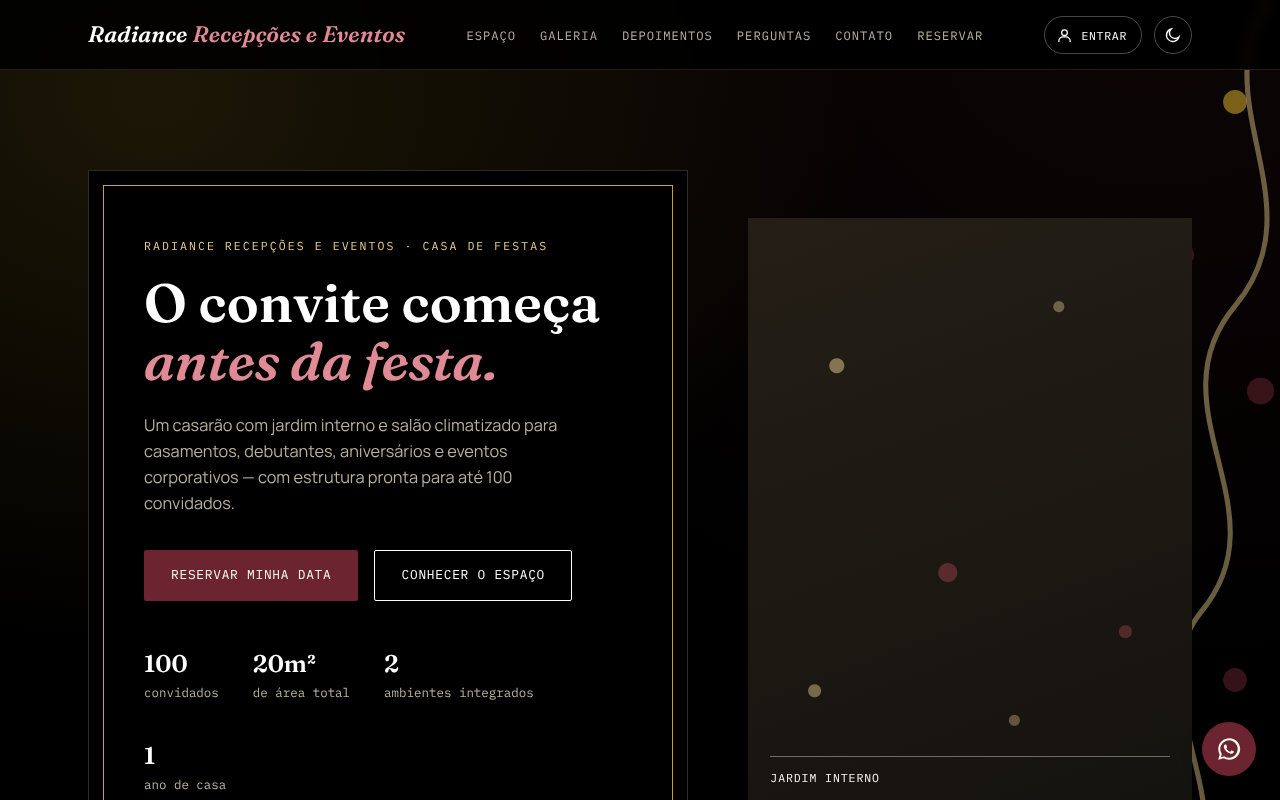 Radiance Recepções e Eventos
ESPAÇO GALERIA DEPOIMENTOS PERGUNTAS CONTATO RESERVAR
ENTRAR
RADIANCE RECEPÇÕES E EVENTOS · CASA DE FESTAS
O convite começa
antes da festa.
Um casarão com jardim interno e salão climatizado para
casamentos, debutantes, aniversários e eventos
corporativos — com estrutura pronta para até 100
convidados.
RESERVAR MINHA DATA
CONHECER O ESPAÇO
100
convidados
20m²
de área total
2
ambientes integrados
1
ano de casa
JARDIM INTERNO